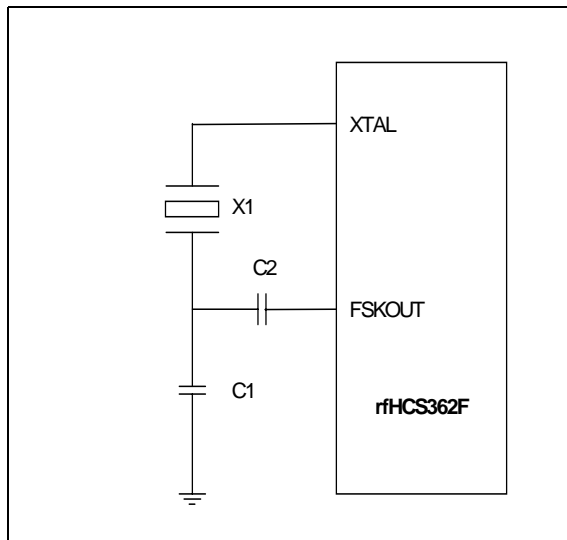 XTAL
X1
C2
FSKOUT
C1
rfHCS362F